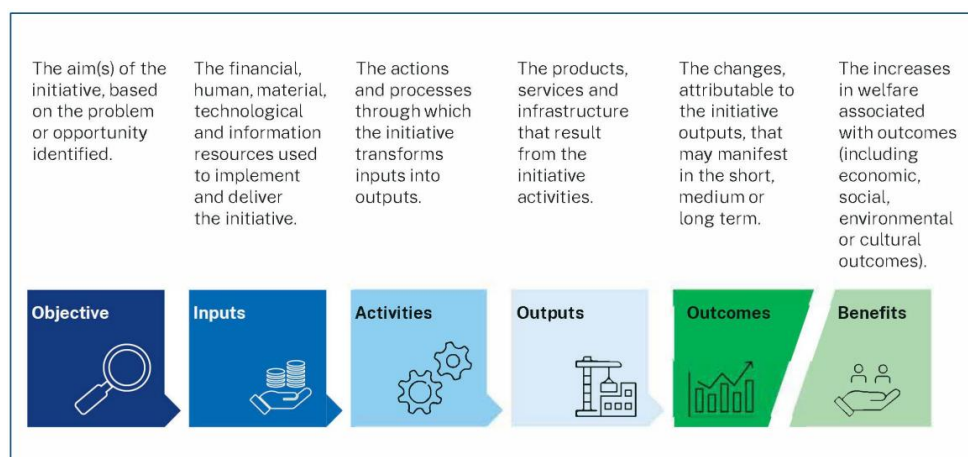 The aim(s) of the
initiative, based
on the problem
or opportunity
identified.
The financial,
human, material,
technological
and information
resources used
to implement
and deliver
the initiative.
The actions
and processes
through which
the initiative
transforms
inputs into
outputs.
The products,
services and
infrastructure
that result
from the
initiative
activities.
The changes,
attributable to
the initiative
outputs, that
may manifest
in the short,
medium or
long term.
The increases
in welfare
associated
with outcomes
(including
economic,
social,
environmental
or cultural
outcomes).
Objective
Inputs
Activities
Outputs
Outcomes
Benefits